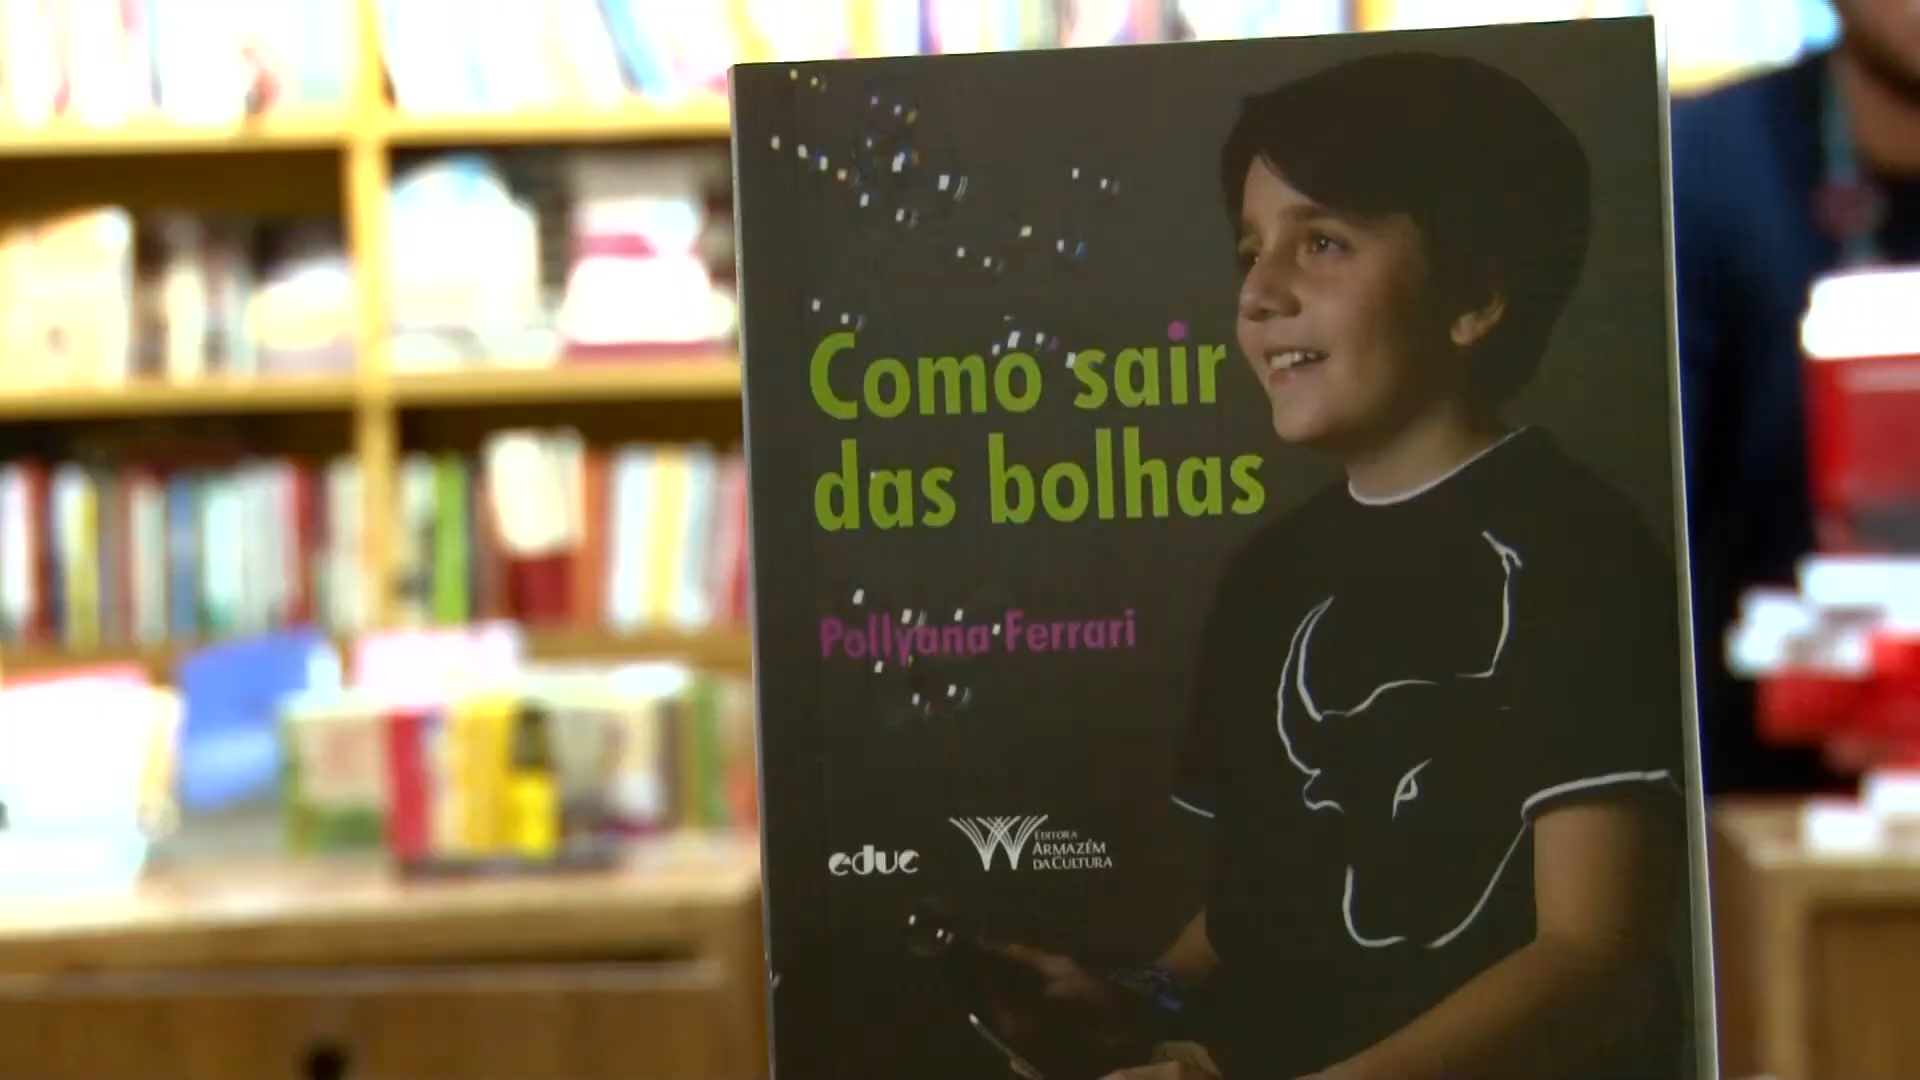 Como sair
das bolhas
Pollyana Ferrari
educ
EDITORA
ARMAZÉM
DA CULTURA